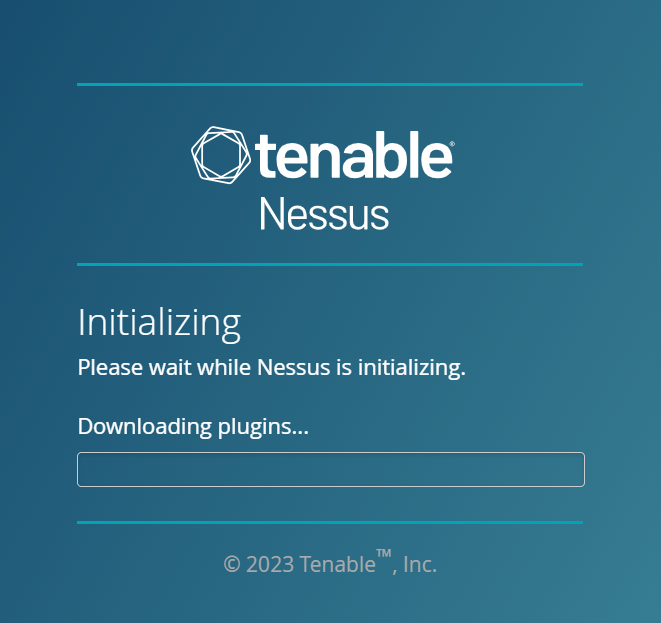 tenable®
Nessus
Initializing
Please wait while Nessus is initializing.
Downloading plugins...
© 2023 Tenable™, Inc.